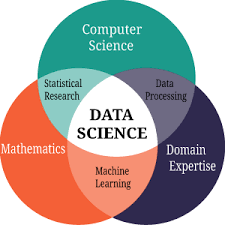 Computer
Science
Statistical
Research
Data
Processing
DATA
SCIENCE
Mathematics
Domain
Expertise
Machine
Learning